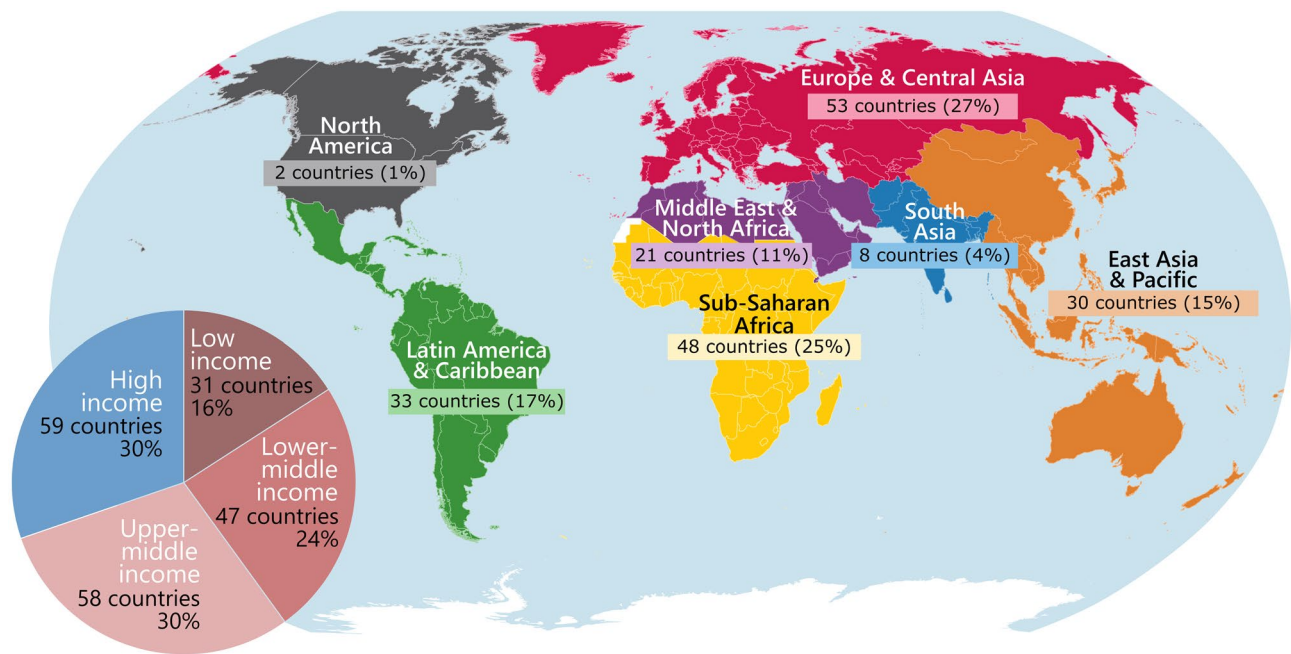 Europe & Central Asia
53 countries (27%)
North
America
2 countries (1%)
Middle East &
North Africa
21 countries (11%)
South
Asia
8 countries (4%)
East Asia
& Pacific
30 countries (15%)
Sub-Saharan
Africa
48 countries (25%)
Latin America
& Caribbean
33 countries (17%)
Low
income
31 countries
16%
High
income
59 countries
30%
Lower-
middle
income
47 countries
24%
Upper-
middle
income
58 countries
30%